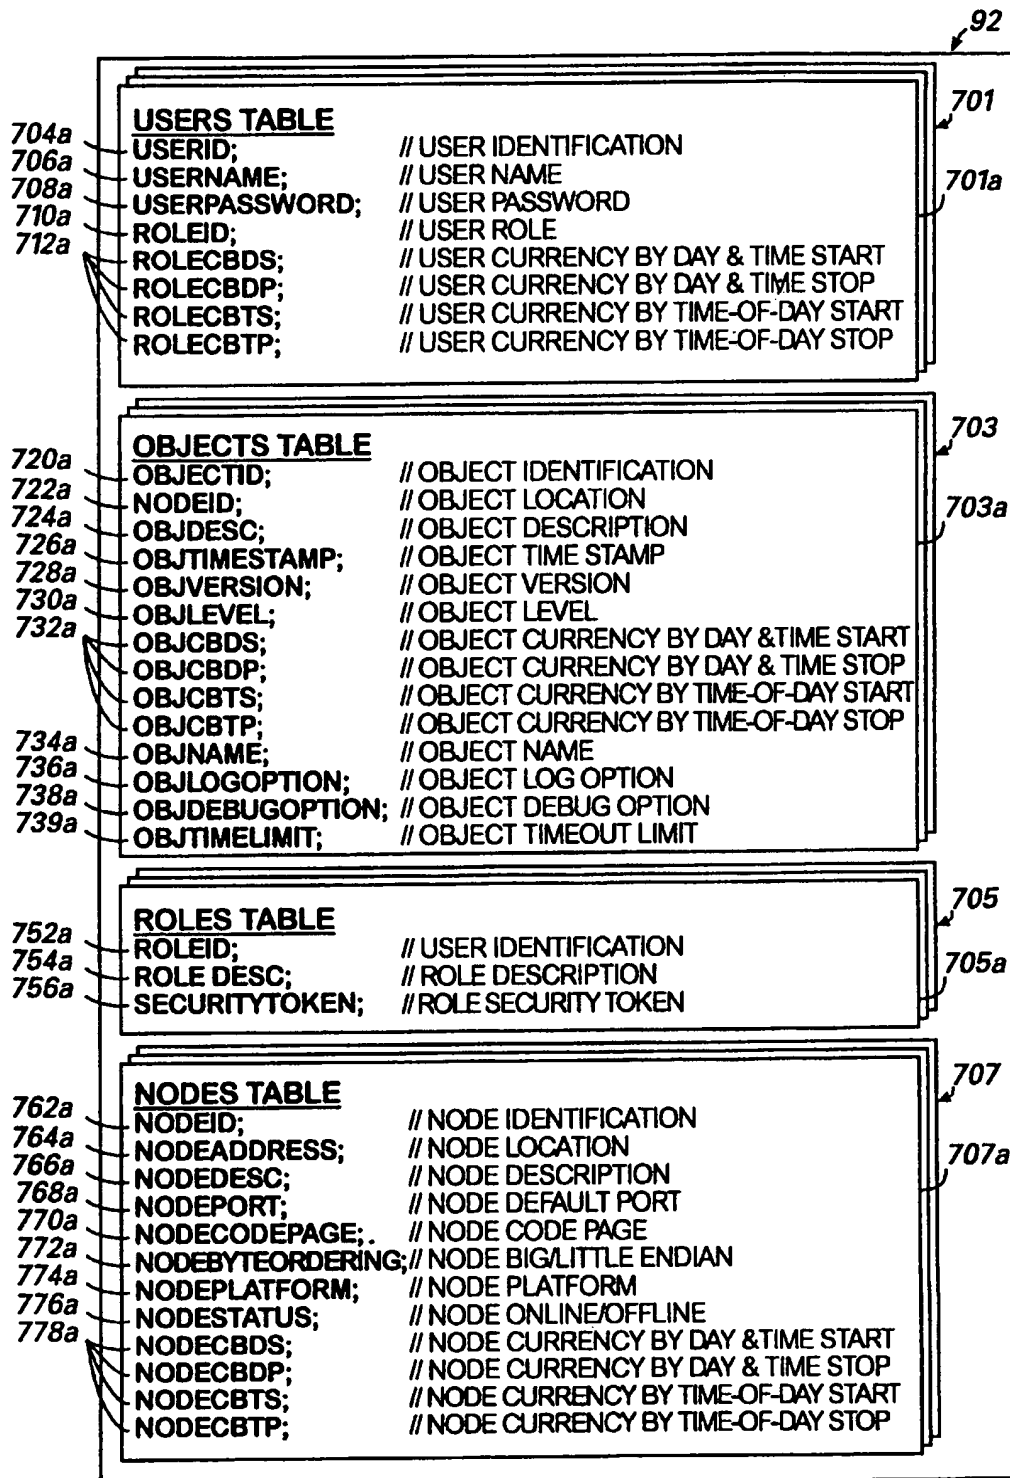 92
701
USERS TABLE
704a USERID; // USER IDENTIFICATION
706a USERNAME; // USER NAME 701a
708a USERPASSWORD; // USER PASSWORD
710a ROLEID; // USER ROLE
712a ROLECBDS; // USER CURRENCY BY DAY & TIME START
ROLECBDP; // USER CURRENCY BY DAY & TIME STOP
ROLECBTS; // USER CURRENCY BY TIME-OF-DAY START
ROLECBTP; // USER CURRENCY BY TIME-OF-DAY STOP
703
OBJECTS TABLE
720a OBJECTID; // OBJECT IDENTIFICATION
722a NODEID; // OBJECT LOCATION 703a
724a OBJDESC; // OBJECT DESCRIPTION
726a OBJTIMESTAMP; // OBJECT TIME STAMP
728a OBJVERSION; // OBJECT VERSION
730a OBJLEVEL; // OBJECT LEVEL
732a OBJCBDS; // OBJECT CURRENCY BY DAY &TIME START
OBJCBDP; // OBJECT CURRENCY BY DAY & TIME STOP
OBJCBTS; // OBJECT CURRENCY BY TIME-OF-DAY START
OBJCBTP; // OBJECT CURRENCY BY TIME-OF-DAY STOP
734a OBJNAME; // OBJECT NAME
736a OBJLOGOPTION; // OBJECT LOG OPTION
738a OBJDEBUGOPTION; // OBJECT DEBUG OPTION
739a OBJTIMELIMIT; // OBJECT TIMEOUT LIMIT
705
ROLES TABLE
752a ROLEID; // USER IDENTIFICATION
754a ROLE DESC; // ROLE DESCRIPTION 705a
756a SECURITYTOKEN; // ROLE SECURITY TOKEN
707
NODES TABLE
762a NODEID; // NODE IDENTIFICATION
764a NODEADDRESS; // NODE LOCATION 707a
766a NODEDESC; // NODE DESCRIPTION
768a NODEPORT; // NODE DEFAULT PORT
770a NODECODEPAGE; . // NODE CODE PAGE
772a NODEBYTEORDERING; // NODE BIG/LITTLE ENDIAN
774a NODEPLATFORM; // NODE PLATFORM
776a NODESTATUS; // NODE ONLINE/OFFLINE
778a NODECBDS; // NODE CURRENCY BY DAY &TIME START
NODECBDP; // NODE CURRENCY BY DAY & TIME STOP
NODECBTS; // NODE CURRENCY BY TIME-OF-DAY START
NODECBTP; // NODE CURRENCY BY TIME-OF-DAY STOP